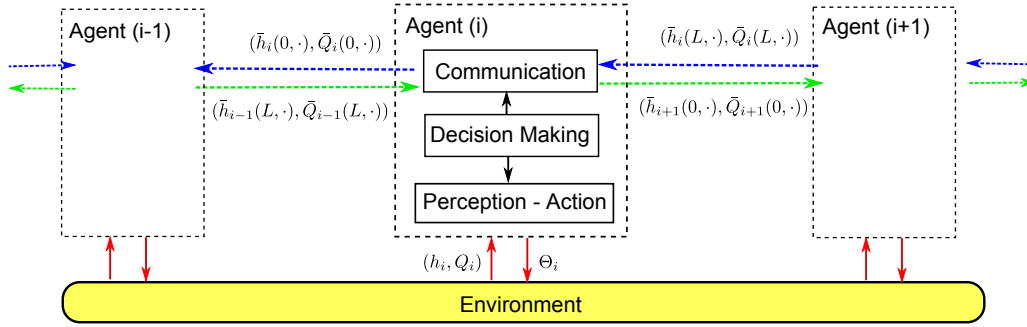 Agent (i-1)
Agent (i)
Agent (i+1)
(h̄_i(0,·), Q̄_i(0,·))
(h̄_i(L,·), Q̄_i(L,·))
Communication
(h̄_{i−1}(L,·), Q̄_{i−1}(L,·))
(h̄_{i+1}(0,·), Q̄_{i+1}(0,·))
Decision Making
Perception - Action
(h_i, Q_i)
Θ_i
Environment